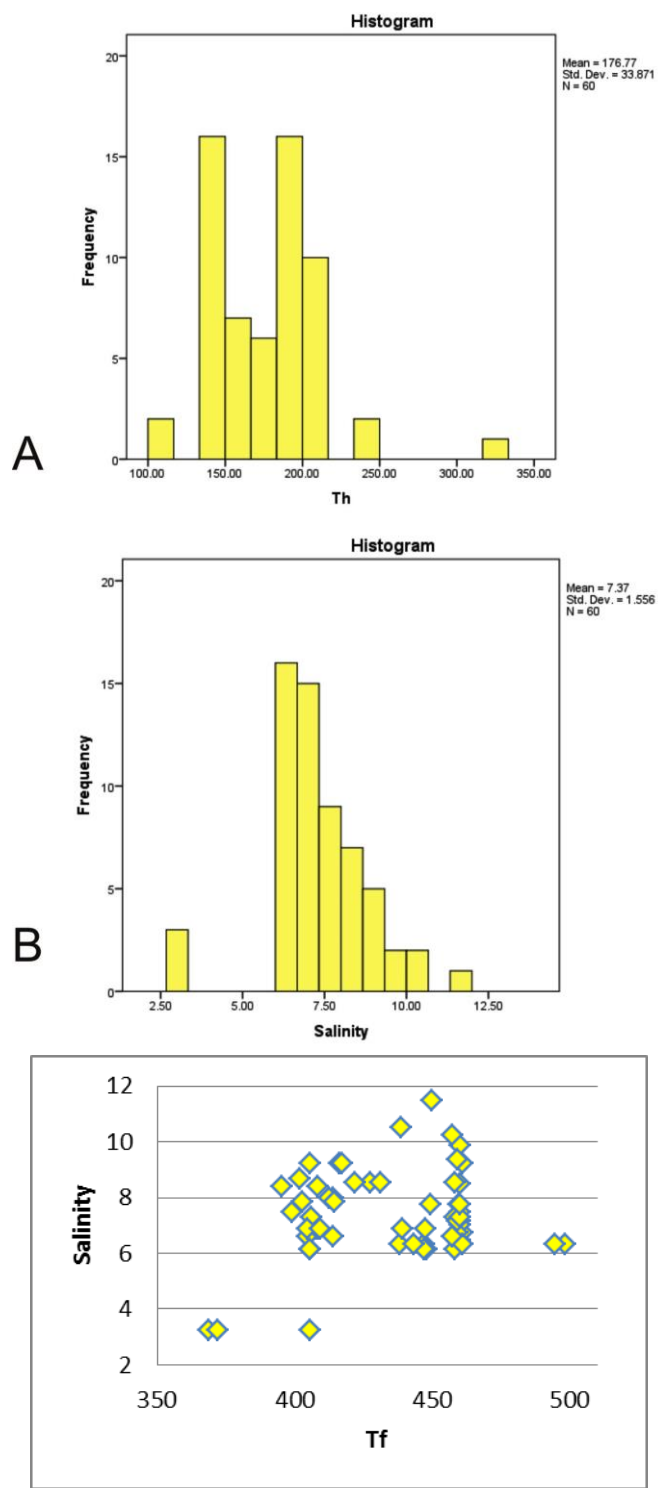 Histogram
Mean = 176.77
Std. Dev. = 33.871
N = 60
20
15
10
5
0
Frequency
100.00 150.00 200.00 250.00 300.00 350.00
Th
A
Histogram
Mean = 7.37
Std. Dev. = 1.556
N = 60
20
15
10
5
0
Frequency
2.50 5.00 7.50 10.00 12.50
Salinity
B
12
10
8
6
4
2
Salinity
350 400 450 500
Tf